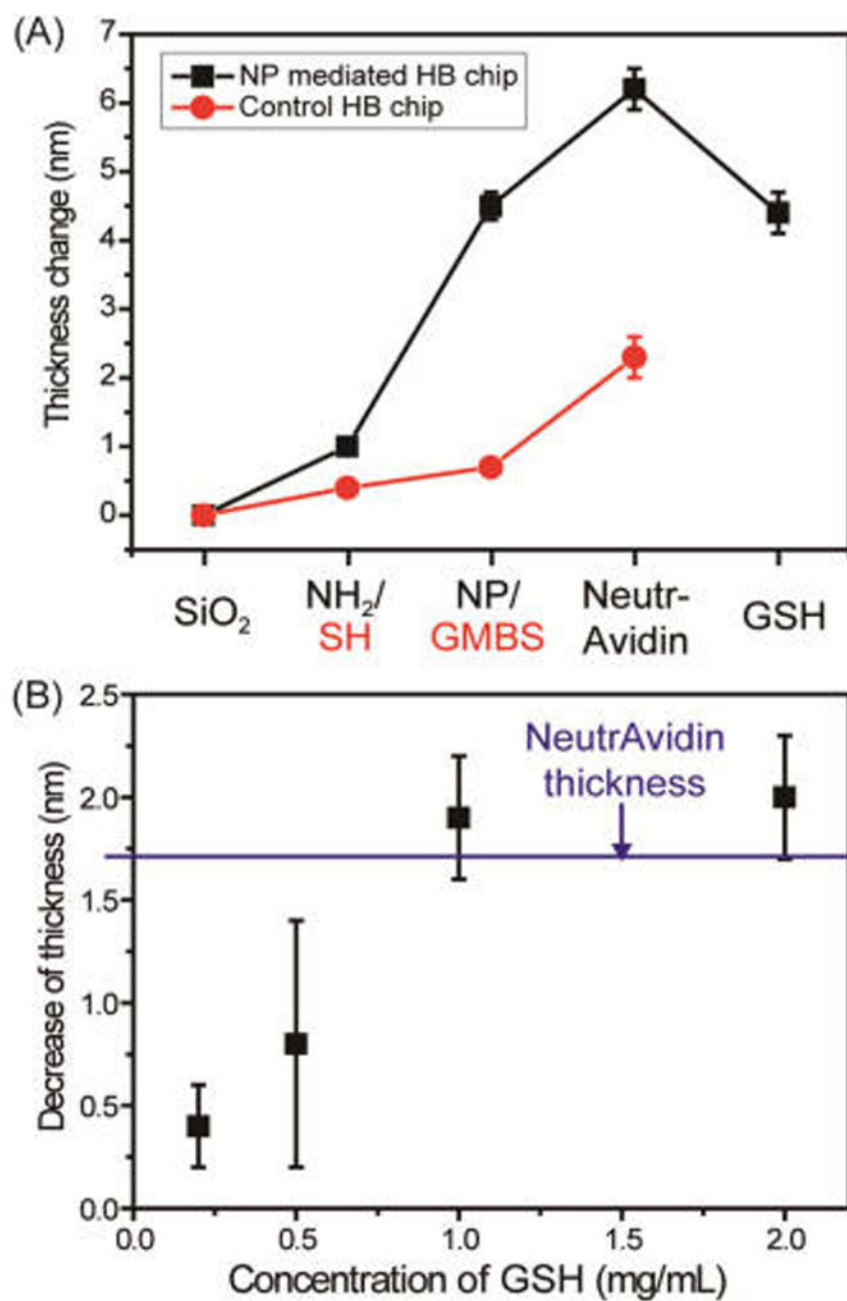 (A)
7
6
5
4
3
2
1
0
Thickness change (nm)
NP mediated HB chip
Control HB chip
SiO₂
NH₂/
SH
NP/
GMBS
Neutr-
Avidin
GSH
(B)
2.5
2.0
1.5
1.0
0.5
0.0
Decrease of thickness (nm)
NeutrAvidin
thickness
0.0 0.5 1.0 1.5 2.0
Concentration of GSH (mg/mL)